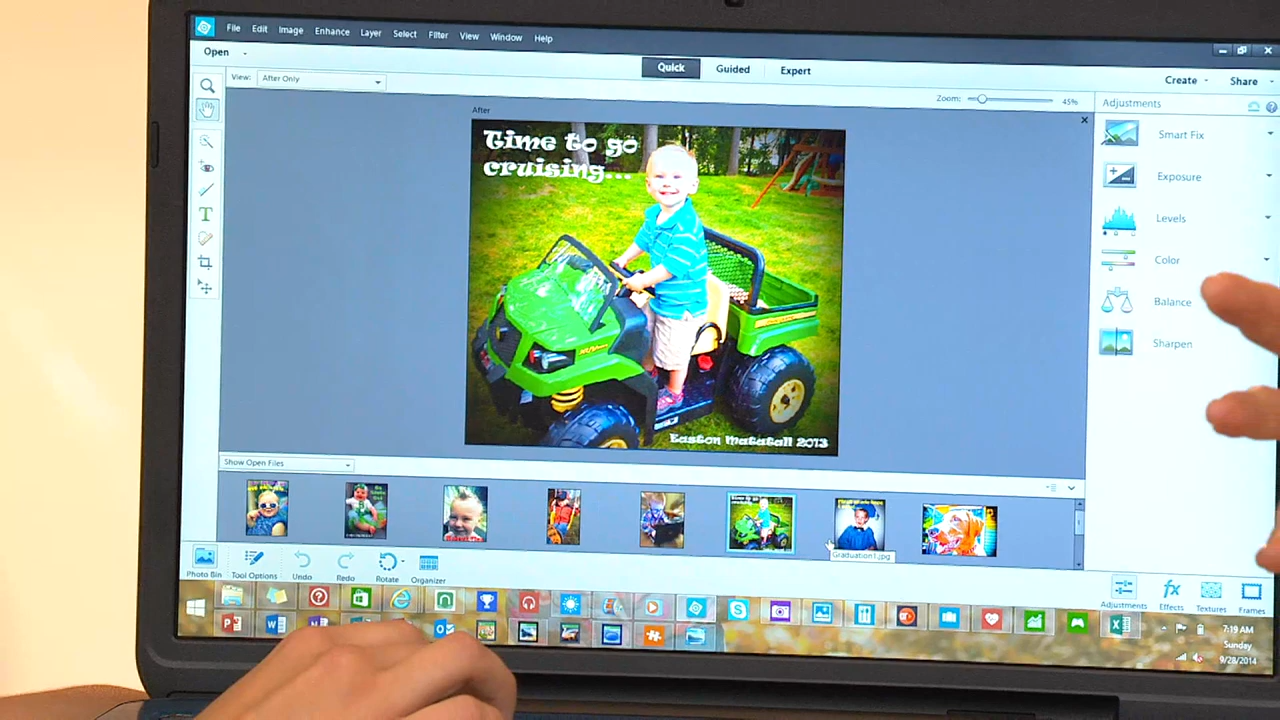 File Edit Image Enhance Layer Select Filter View Window Help
Open
Quick Guided Expert
Create Share
View: After Only
Zoom: 45%
Adjustments
After
Time to go
cruising...
Smart Fix
Exposure
Levels
Color
Balance
Sharpen
Easton Matatall 2013
Show Open Files
Graduation1.jpg
Photo Bin Tool Options Undo Redo Rotate Organizer
Adjustments Effects Textures Frames
7:19 AM
Sunday
9/28/2014